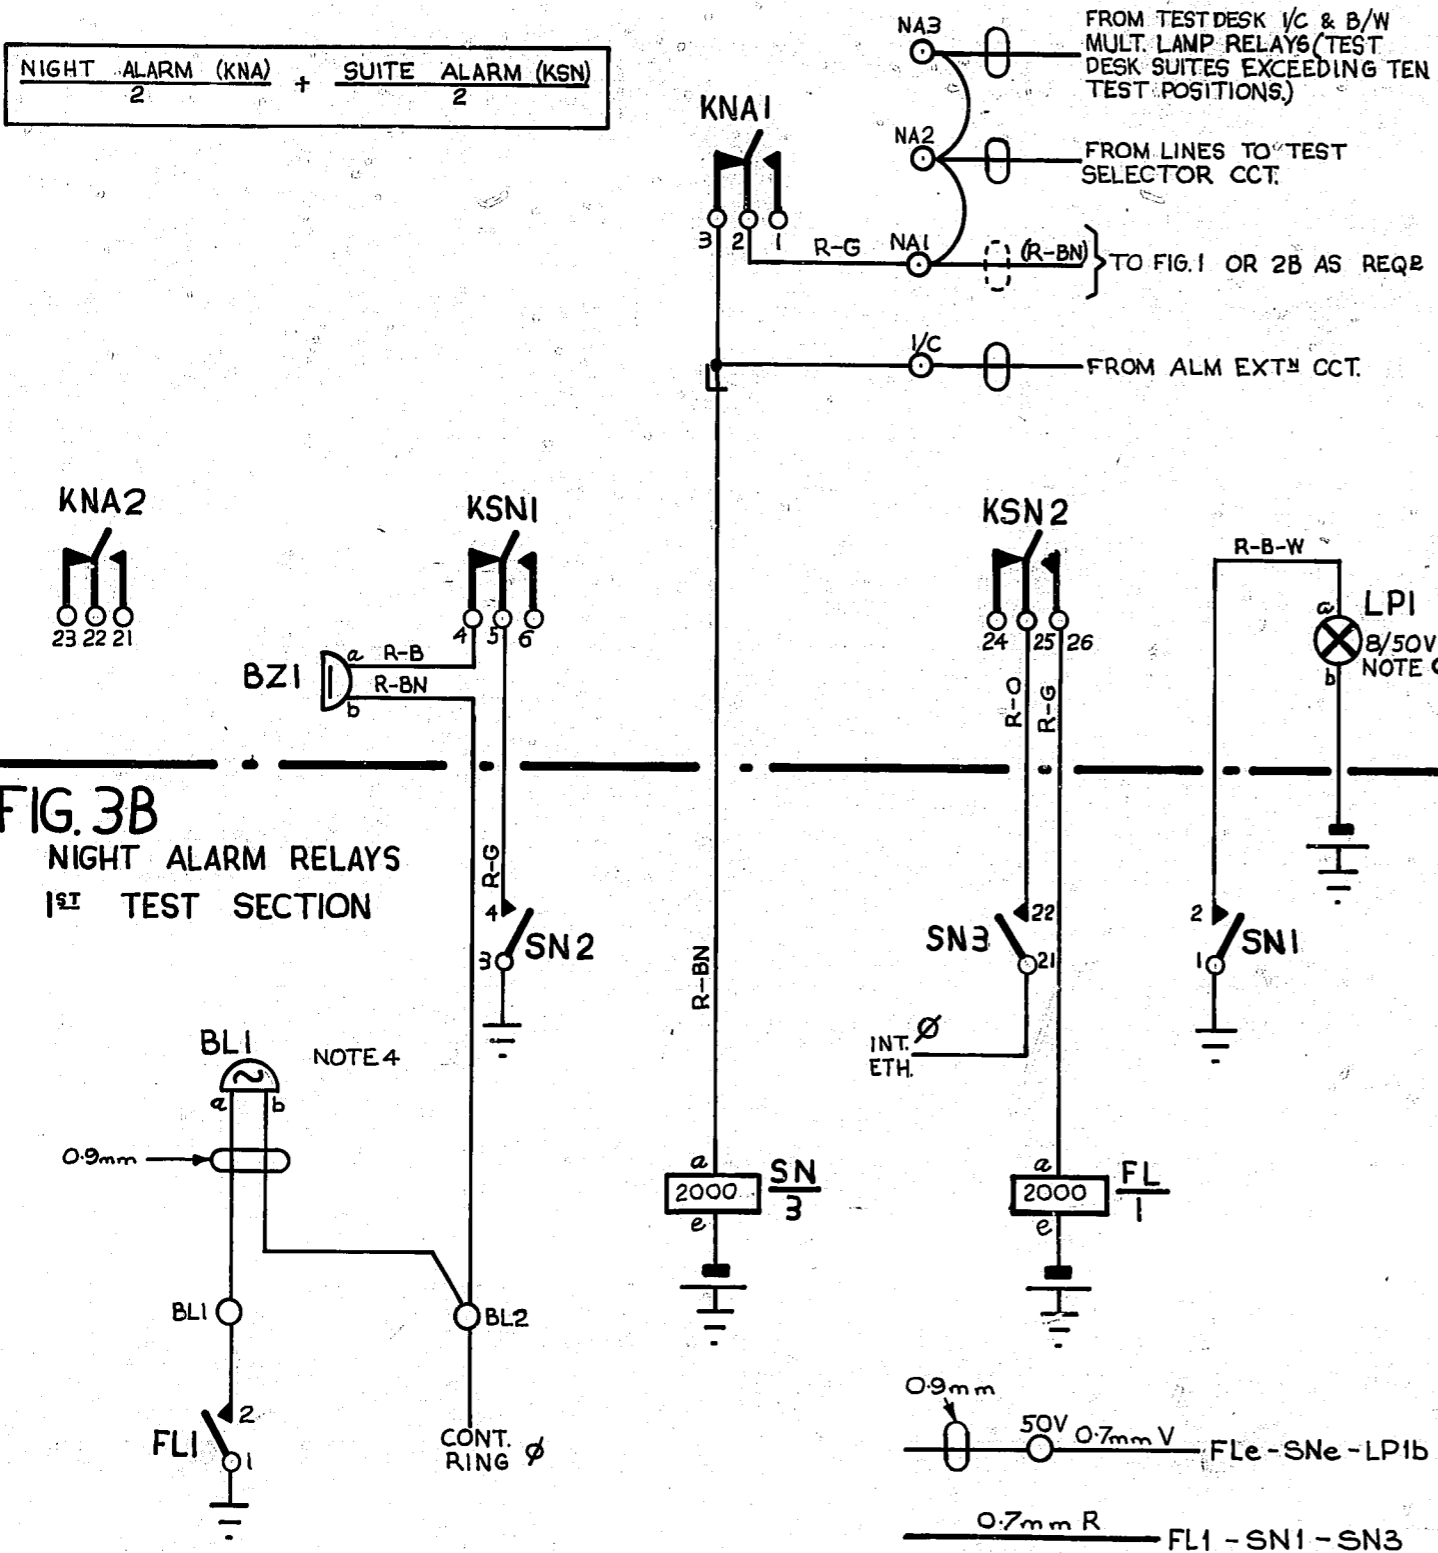 NIGHT ALARM (KNA) + SUITE ALARM (KSN)
2 2
NA3
FROM TEST DESK I/C & B/W
MULT. LAMP RELAYS (TEST
DESK SUITES EXCEEDING TEN
TEST POSITIONS.)
KNA1
NA2
FROM LINES TO TEST
SELECTOR CCT.
3 2 1
R-G
NA1
(R-BN)
TO FIG.1 OR 2B AS REQD
I/C
FROM ALM EXTN CCT.
KNA2
23 22 21
KSN1
4 5 6
KSN2
24 25 26
R-B-W
a
LP1
8/50V
b
NOTE
BZ1
a R-B
R-BN
b
R-O
R-G
FIG. 3B
NIGHT ALARM RELAYS
1ST TEST SECTION
R-G
4
3
SN2
R-BN
SN3
22
21
2
1
SN1
INT. Ø
ETH.
BL1
NOTE 4
a b
0.9mm
a
2000
e
SN
3
a
2000
e
FL
1
BL1
BL2
FL1
2
1
CONT.
RING Ø
0.9mm
50V
0.7mm V
FLe-SNe-LP1b
0.7mm R
FL1-SN1-SN3